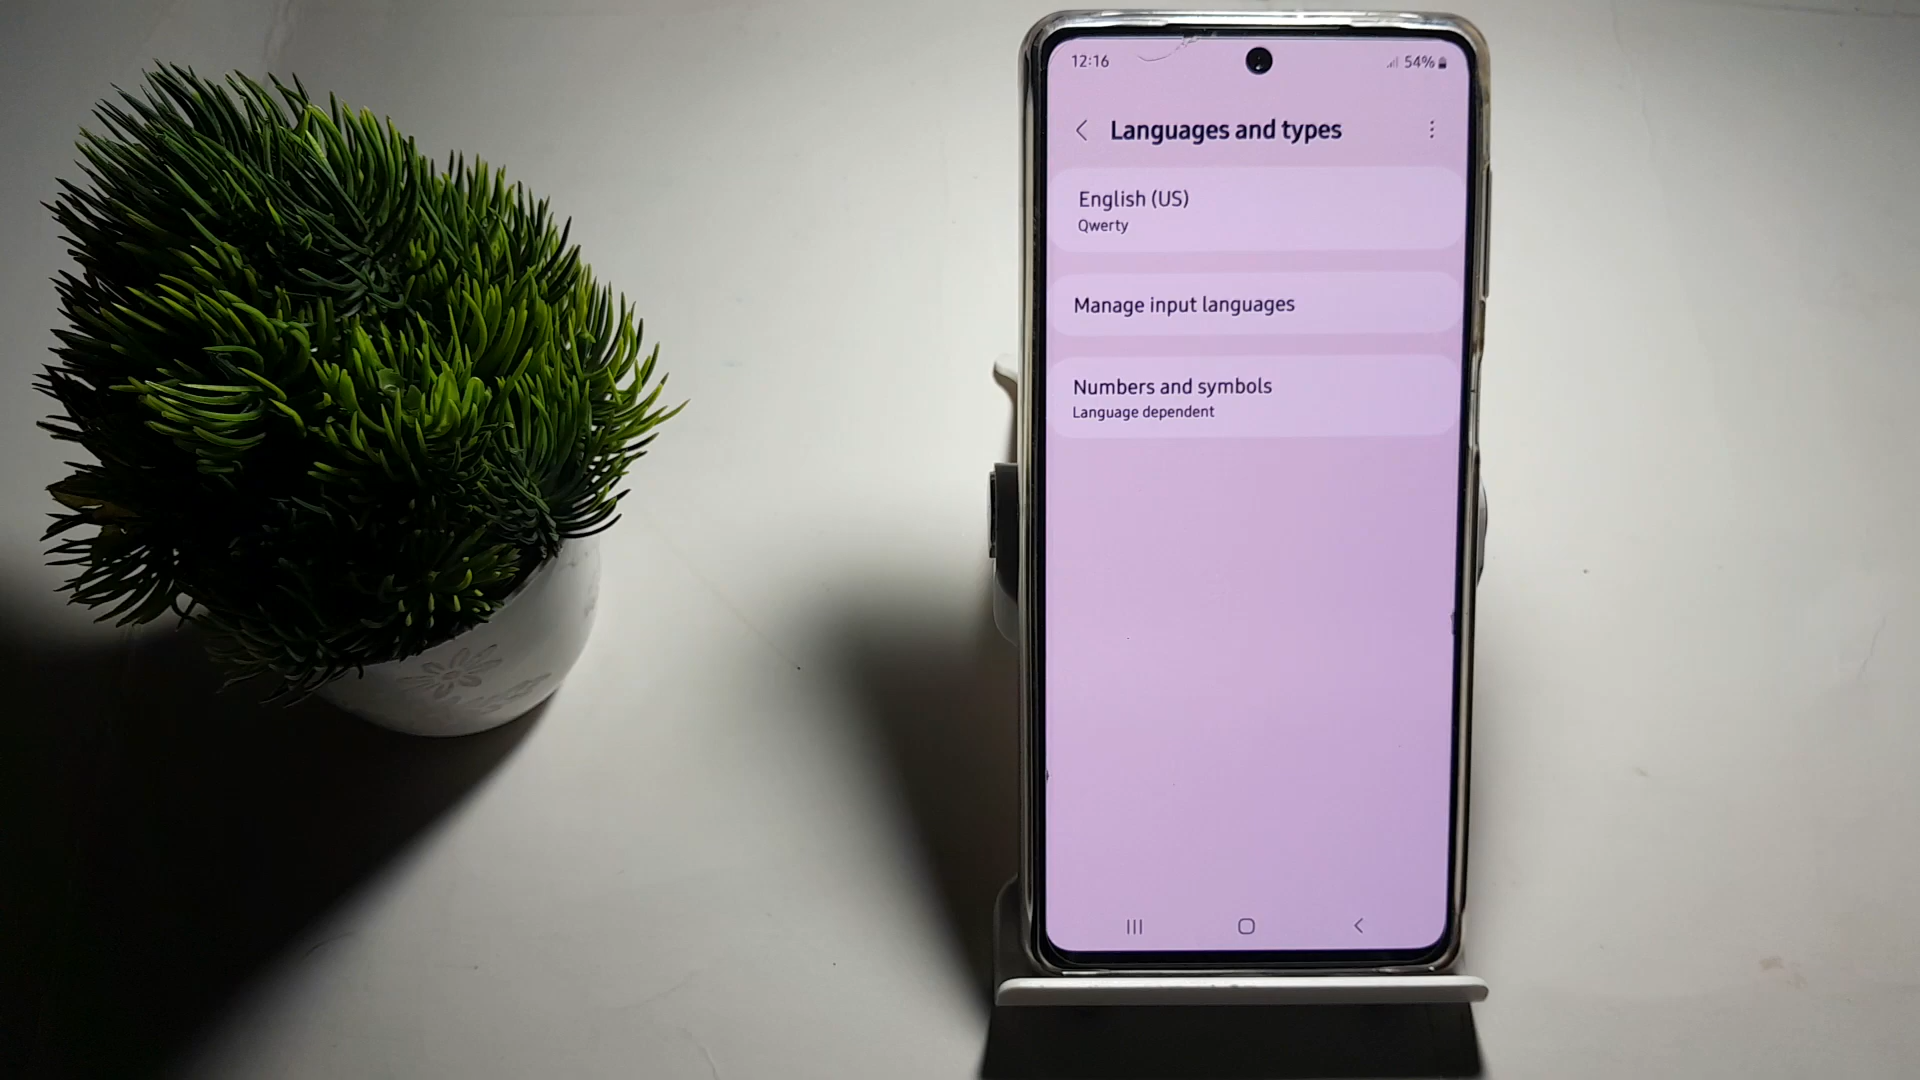 12:16 54%
Languages and types
English (US)
Qwerty
Manage input languages
Numbers and symbols
Language dependent